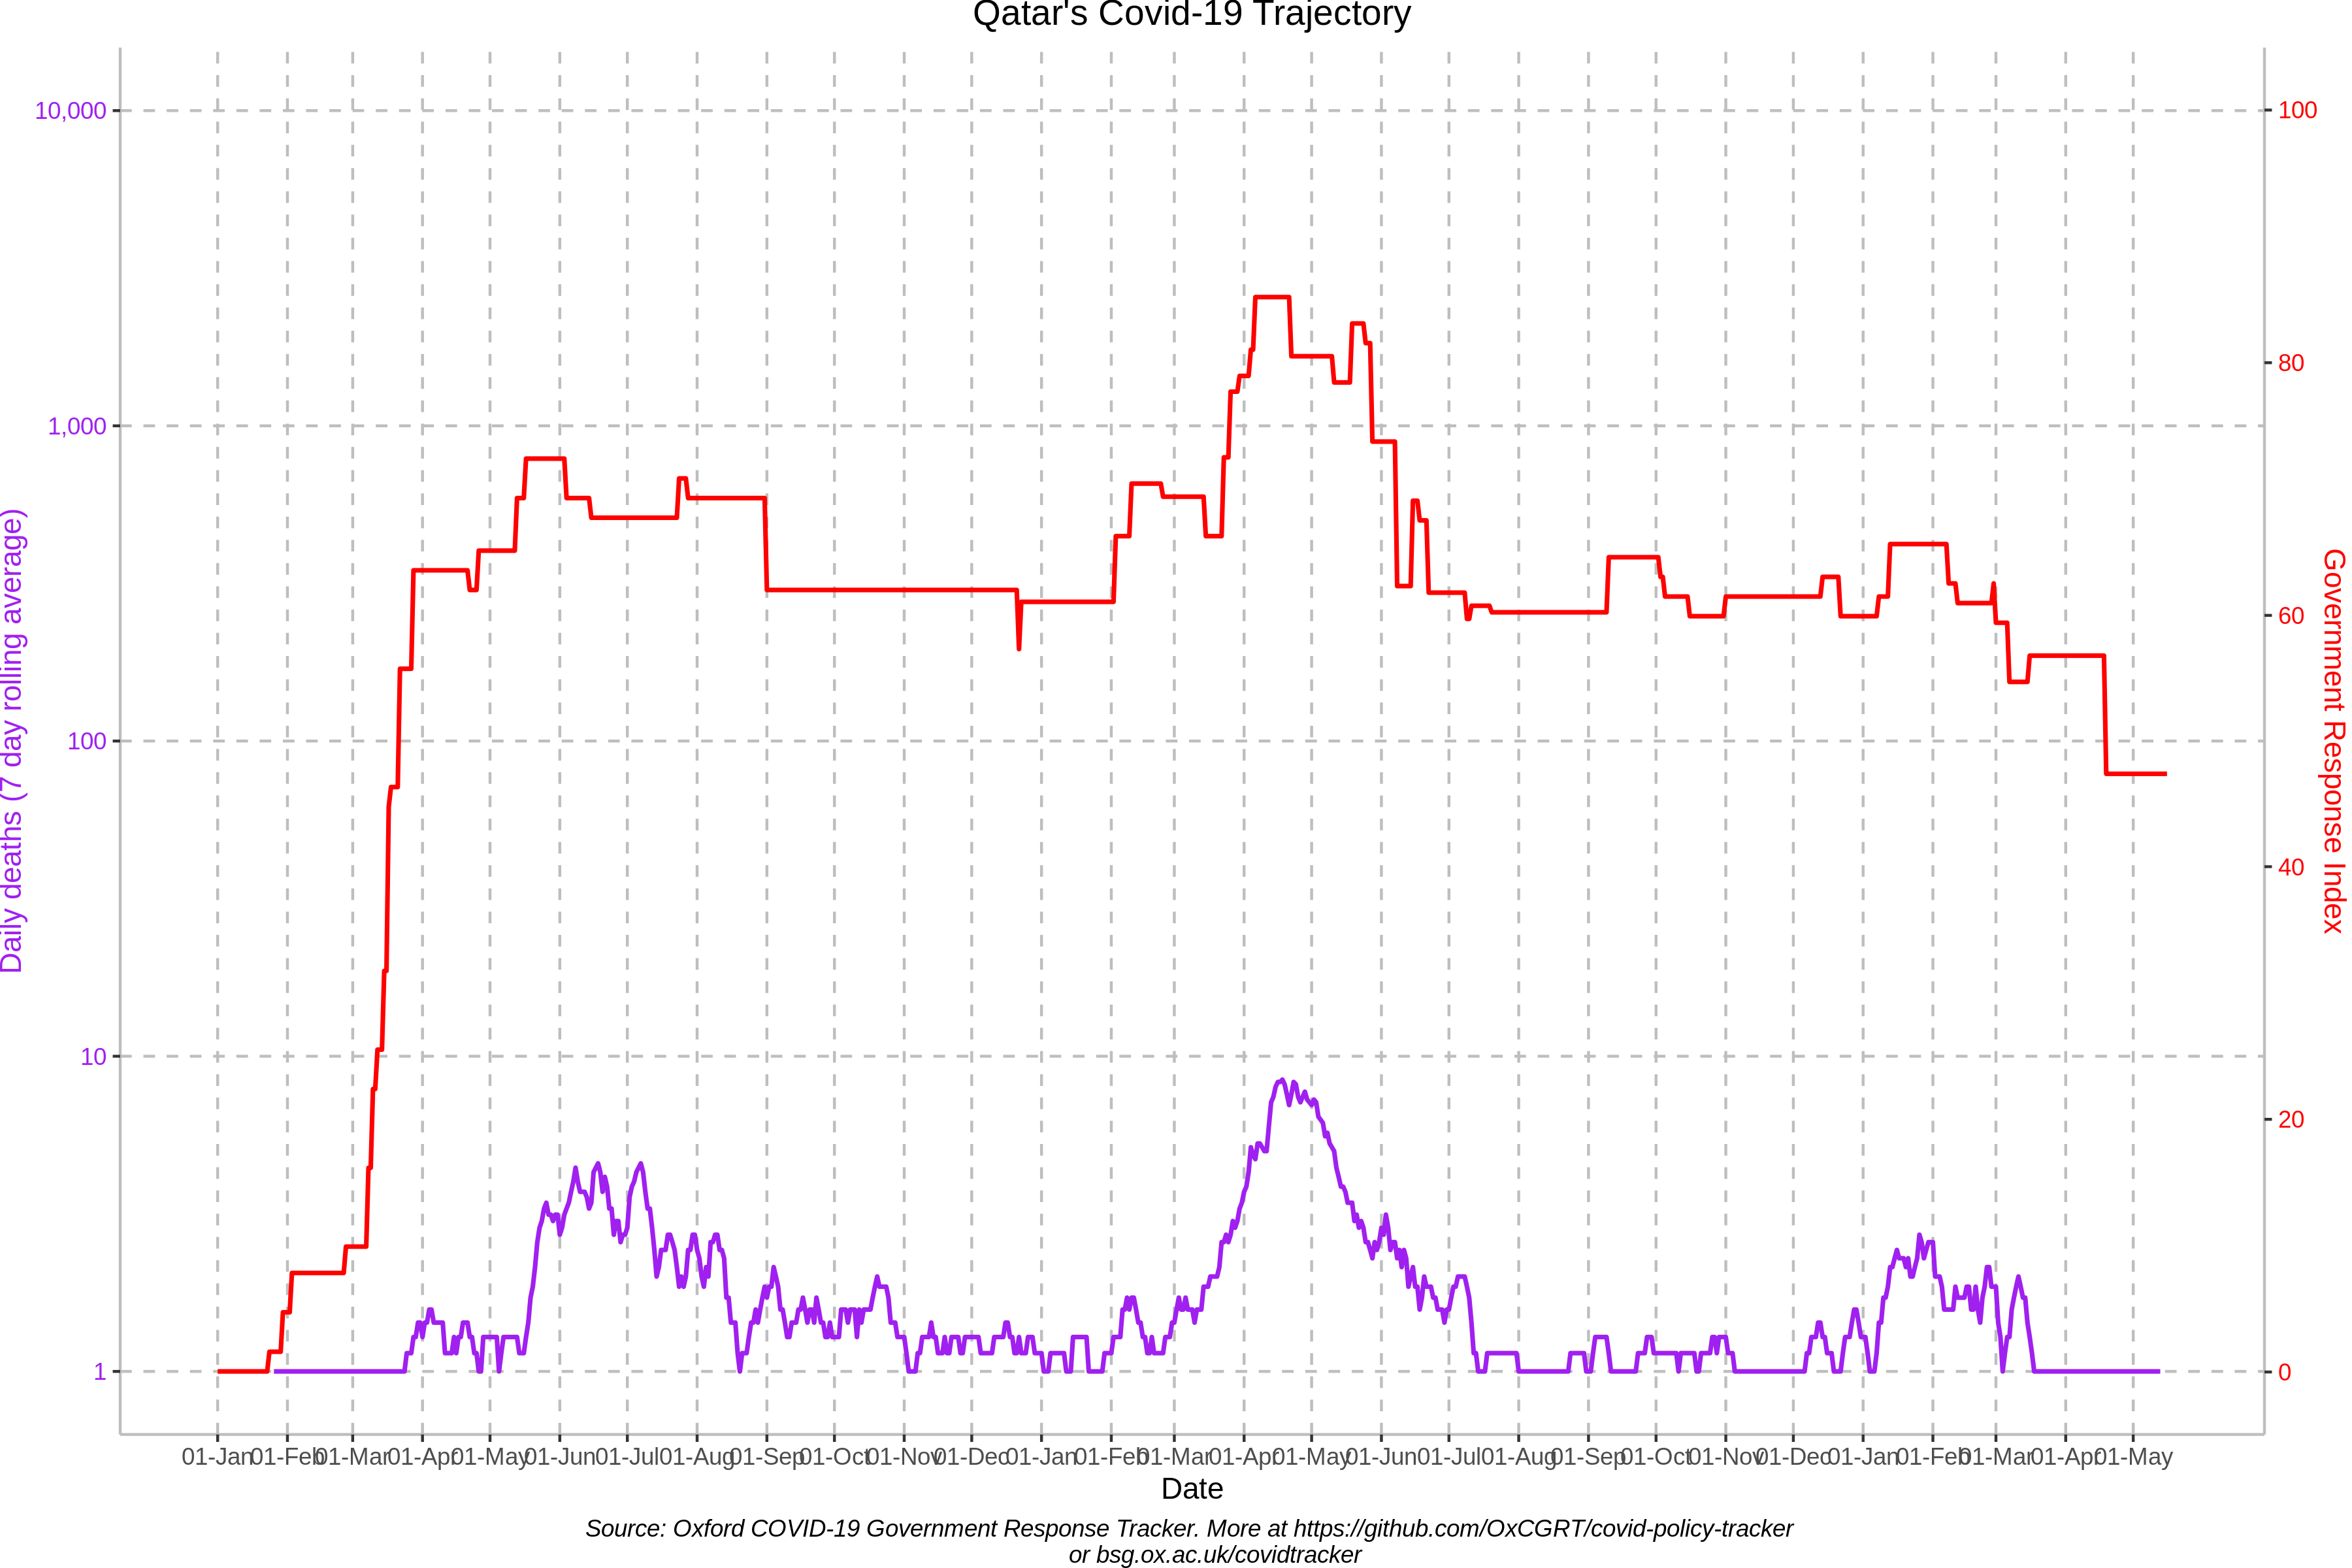 Qatar's Covid-19 Trajectory
10,000
1,000
100
10
1
Daily deaths (7 day rolling average)
100
80
60
40
20
0
Government Response Index
01-Jan 01-Feb 01-Mar 01-Apr 01-May 01-Jun 01-Jul 01-Aug 01-Sep 01-Oct 01-Nov 01-Dec 01-Jan 01-Feb 01-Mar 01-Apr 01-May 01-Jun 01-Jul 01-Aug 01-Sep 01-Oct 01-Nov 01-Dec 01-Jan 01-Feb 01-Mar 01-Apr 01-May
Date
Source: Oxford COVID-19 Government Response Tracker. More at https://github.com/OxCGRT/covid-policy-tracker
or bsg.ox.ac.uk/covidtracker